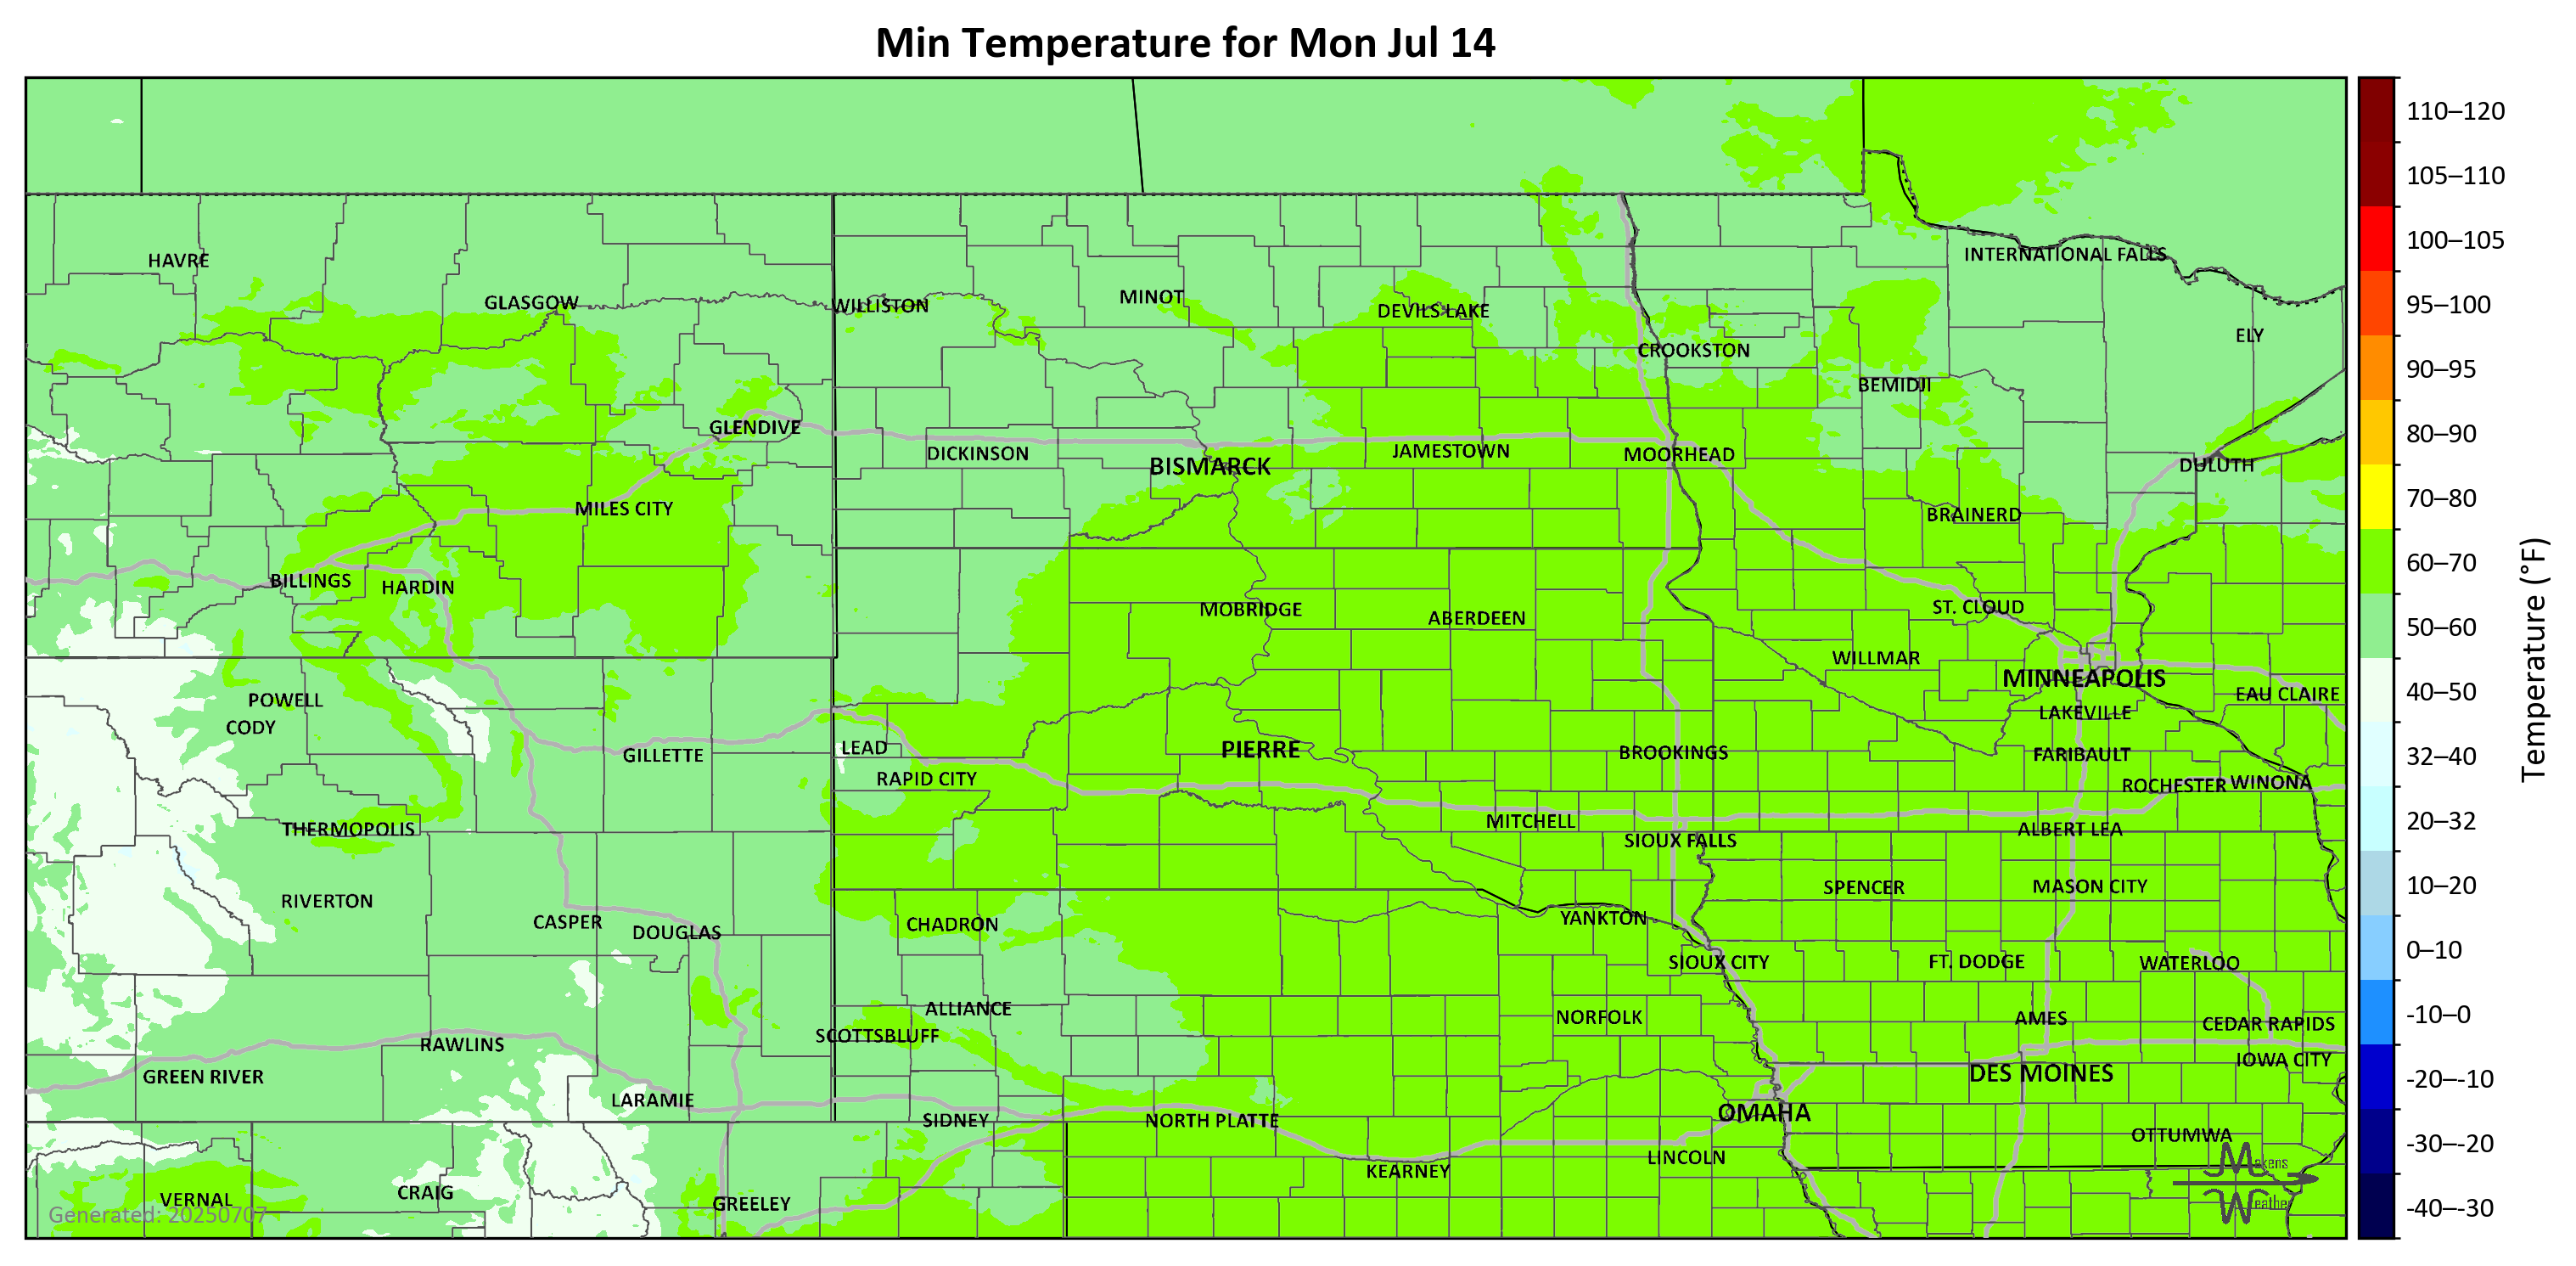 Min Temperature for Mon Jul 14
HAVRE
GLASGOW
WILLISTON
MINOT
DEVILS LAKE
INTERNATIONAL FALLS
ELY
CROOKSTON
BEMIDJI
GLENDIVE
DICKINSON
BISMARCK
JAMESTOWN
MOORHEAD
DULUTH
MILES CITY
BRAINERD
BILLINGS
HARDIN
MOBRIDGE
ABERDEEN
ST. CLOUD
WILLMAR
MINNEAPOLIS
EAU CLAIRE
POWELL
CODY
LAKEVILLE
GILLETTE
LEAD
PIERRE
BROOKINGS
FARIBAULT
RAPID CITY
ROCHESTER
WINONA
THERMOPOLIS
MITCHELL
ALBERT LEA
SIOUX FALLS
RIVERTON
SPENCER
MASON CITY
CASPER
DOUGLAS
CHADRON
YANKTON
SIOUX CITY
FT. DODGE
WATERLOO
ALLIANCE
NORFOLK
AMES
CEDAR RAPIDS
SCOTTSBLUFF
RAWLINS
IOWA CITY
GREEN RIVER
DES MOINES
LARAMIE
SIDNEY
NORTH PLATTE
OMAHA
OTTUMWA
LINCOLN
KEARNEY
VERNAL
CRAIG
GREELEY
Generated: 20250707
Makens
Weather
110–120
105–110
100–105
95–100
90–95
80–90
70–80
60–70
50–60
40–50
32–40
20–32
10–20
0–10
-10–0
-20–-10
-30–-20
-40–-30
Temperature (°F)